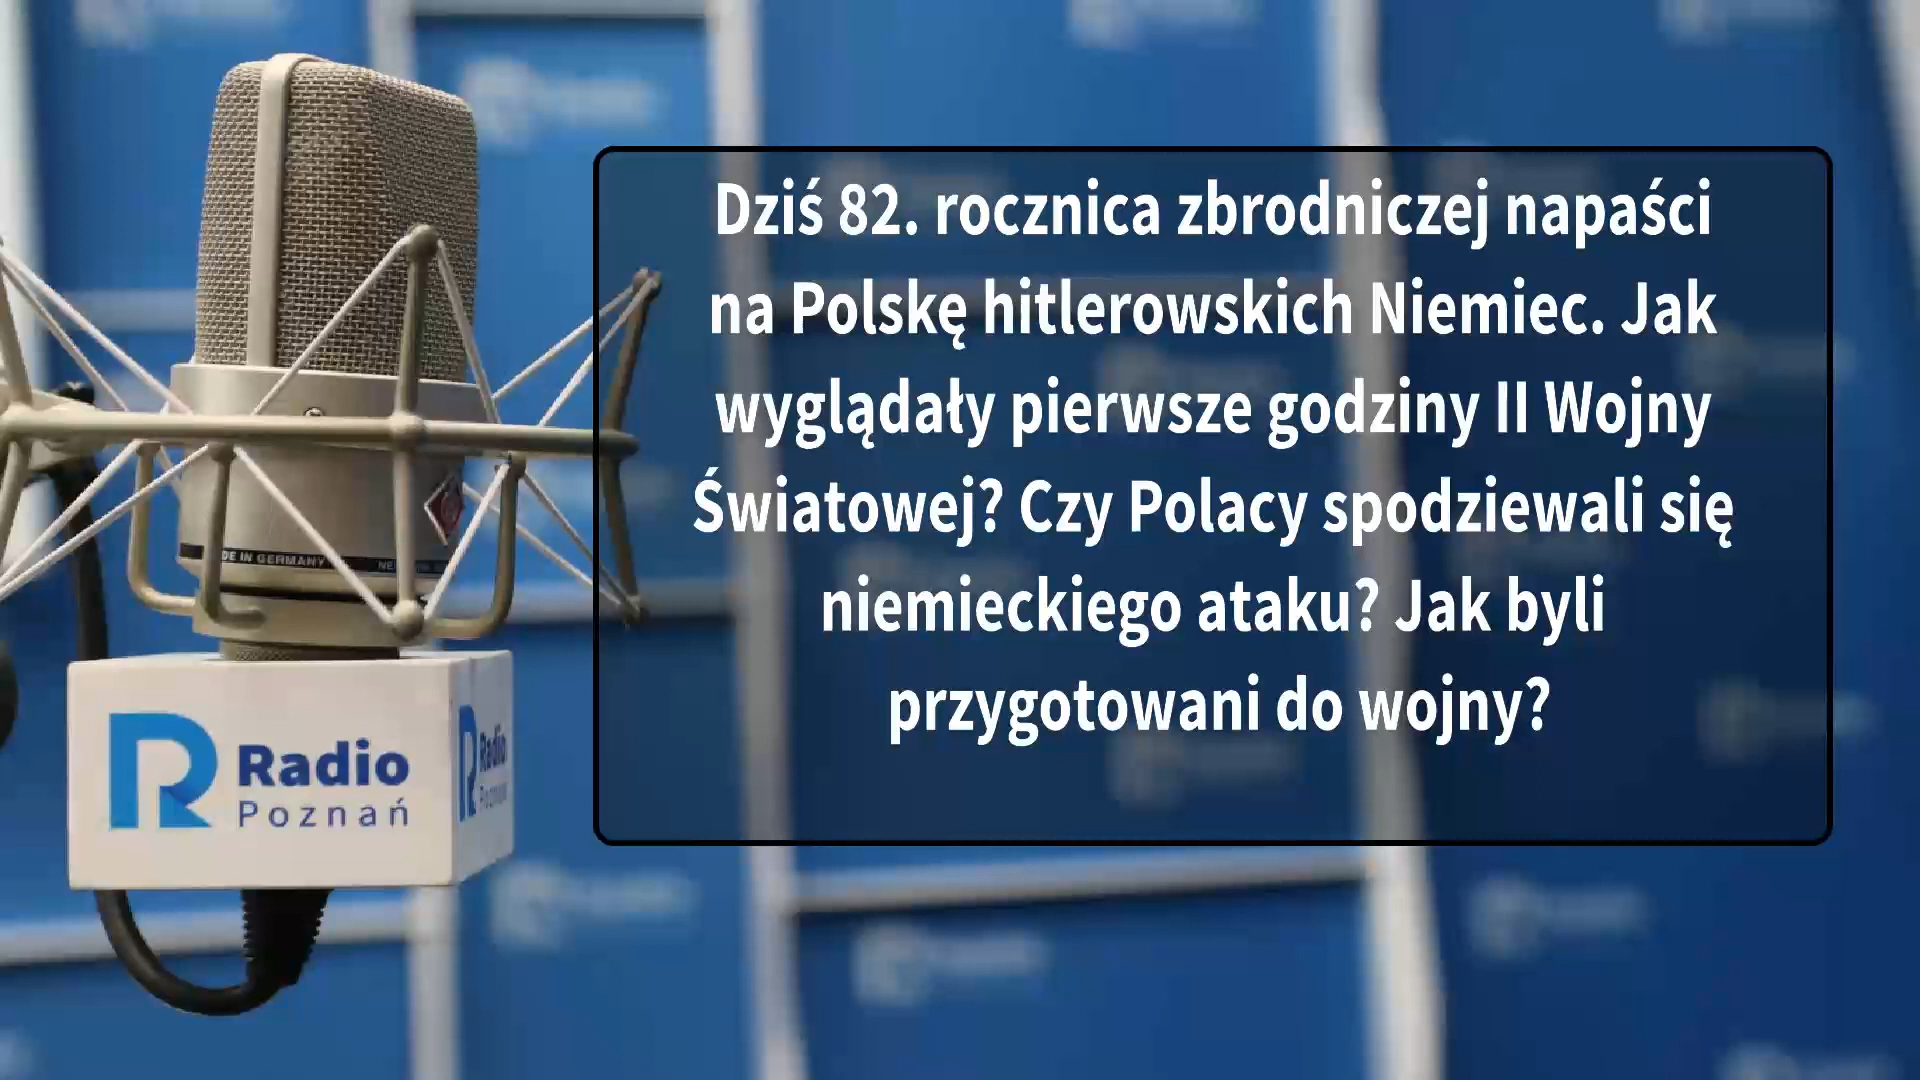 Dziś 82. rocznica zbrodniczej napaści
na Polskę hitlerowskich Niemiec. Jak
wyglądały pierwsze godziny II Wojny
Światowej? Czy Polacy spodziewali się
niemieckiego ataku? Jak byli
przygotowani do wojny?
DE IN GERMANY
Radio
Poznań
Radio